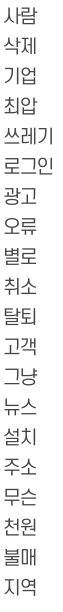 사람
삭제
기업
최압
쓰레기
로그인
광고
오류
별로
취소
탈퇴
고객
그냥
뉴스
설치
주소
무슨
천원
불매
지역